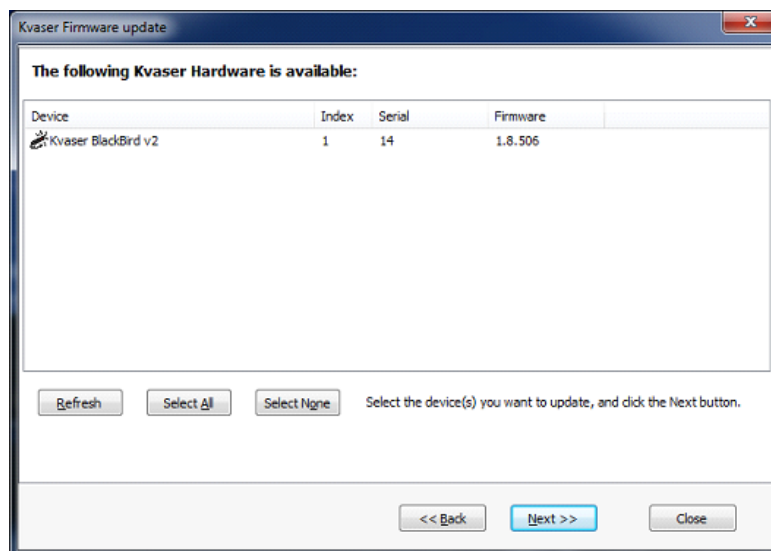 Kvaser Firmware update
The following Kvaser Hardware is available:
Device Index Serial Firmware
Kvaser BlackBird v2 1 14 1.8.506
Refresh Select All Select None Select the device(s) you want to update, and click the Next button.
<< Back Next >> Close